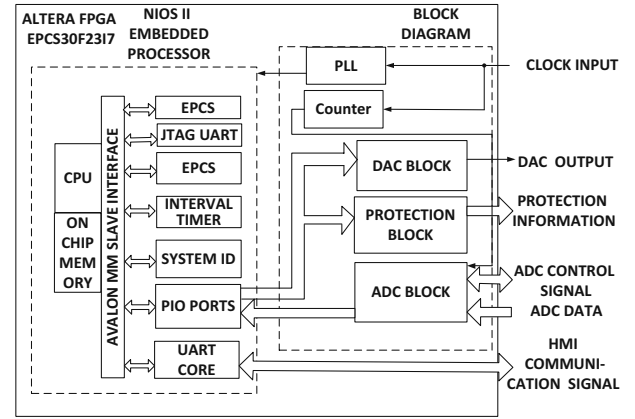 ALTERA FPGA
EPCS30F23I7
NIOS II
EMBEDDED
PROCESSOR
BLOCK
DIAGRAM
PLL
CLOCK INPUT
Counter
EPCS
JTAG UART
EPCS
INTERVAL
TIMER
SYSTEM ID
PIO PORTS
UART
CORE
CPU
ON
CHIP
MEM
ORY
AVALON MM SLAVE INTERFACE
DAC BLOCK
DAC OUTPUT
PROTECTION
BLOCK
PROTECTION
INFORMATION
ADC BLOCK
ADC CONTROL
SIGNAL
ADC DATA
HMI
COMMUNI-
CATION SIGNAL